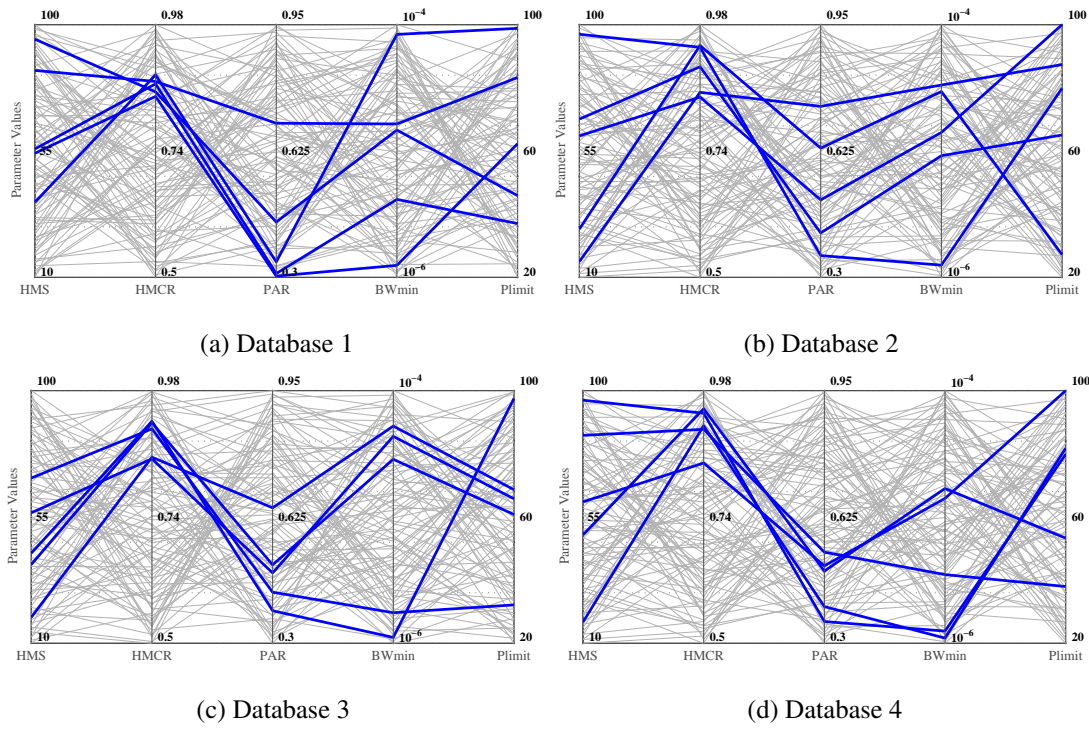 100 0.98 0.95 10⁻⁴ 100
Parameter Values
55 0.74 0.625 60
10 0.5 0.3 10⁻⁶ 20
HMS HMCR PAR BWmin Plimit
(a) Database 1
100 0.98 0.95 10⁻⁴ 100
Parameter Values
55 0.74 0.625 60
10 0.5 0.3 10⁻⁶ 20
HMS HMCR PAR BWmin Plimit
(b) Database 2
100 0.98 0.95 10⁻⁴ 100
Parameter Values
55 0.74 0.625 60
10 0.5 0.3 10⁻⁶ 20
HMS HMCR PAR BWmin Plimit
(c) Database 3
100 0.98 0.95 10⁻⁴ 100
Parameter Values
55 0.74 0.625 60
10 0.5 0.3 10⁻⁶ 20
HMS HMCR PAR BWmin Plimit
(d) Database 4